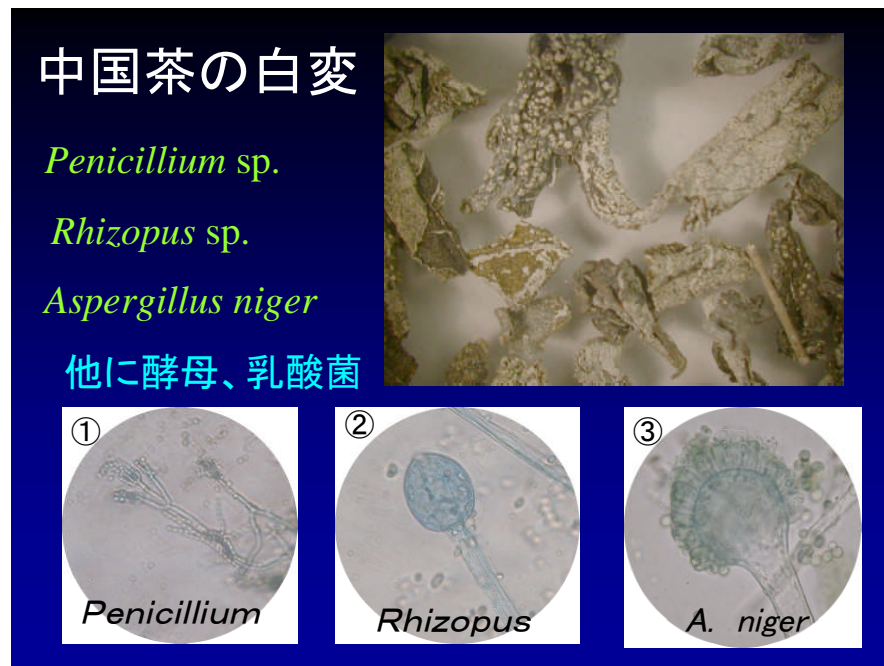 中国茶の白変
Penicillium sp.
Rhizopus sp.
Aspergillus niger
他に酵母、乳酸菌
①
Penicillium
②
Rhizopus
③
A. niger